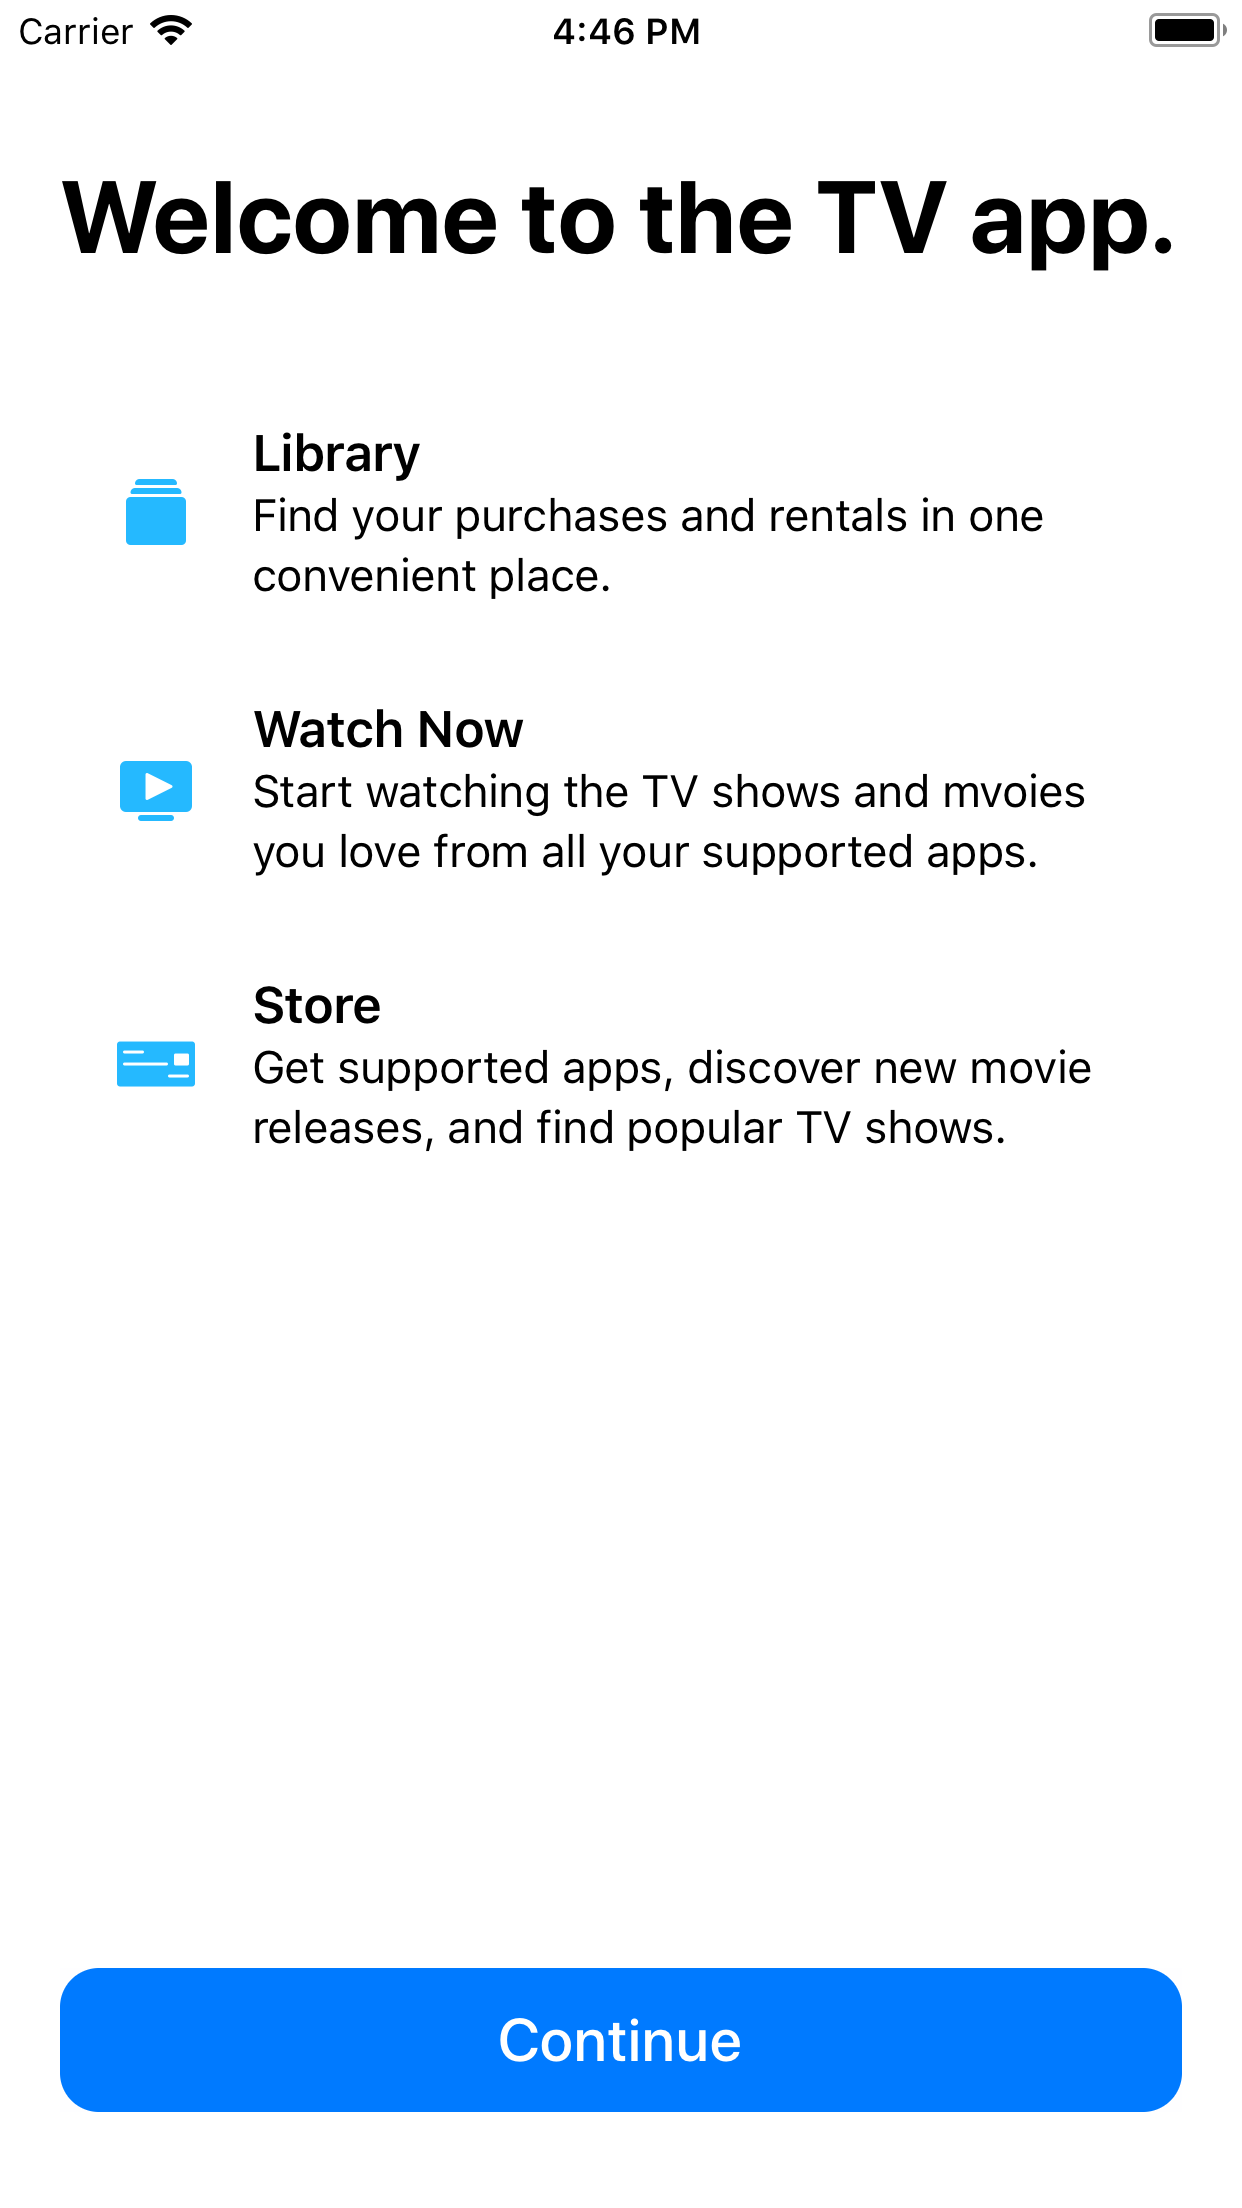 Carrier 4:46 PM
Welcome to the TV app.
Library
Find your purchases and rentals in one
convenient place.
Watch Now
Start watching the TV shows and mvoies
you love from all your supported apps.
Store
Get supported apps, discover new movie
releases, and find popular TV shows.
Continue